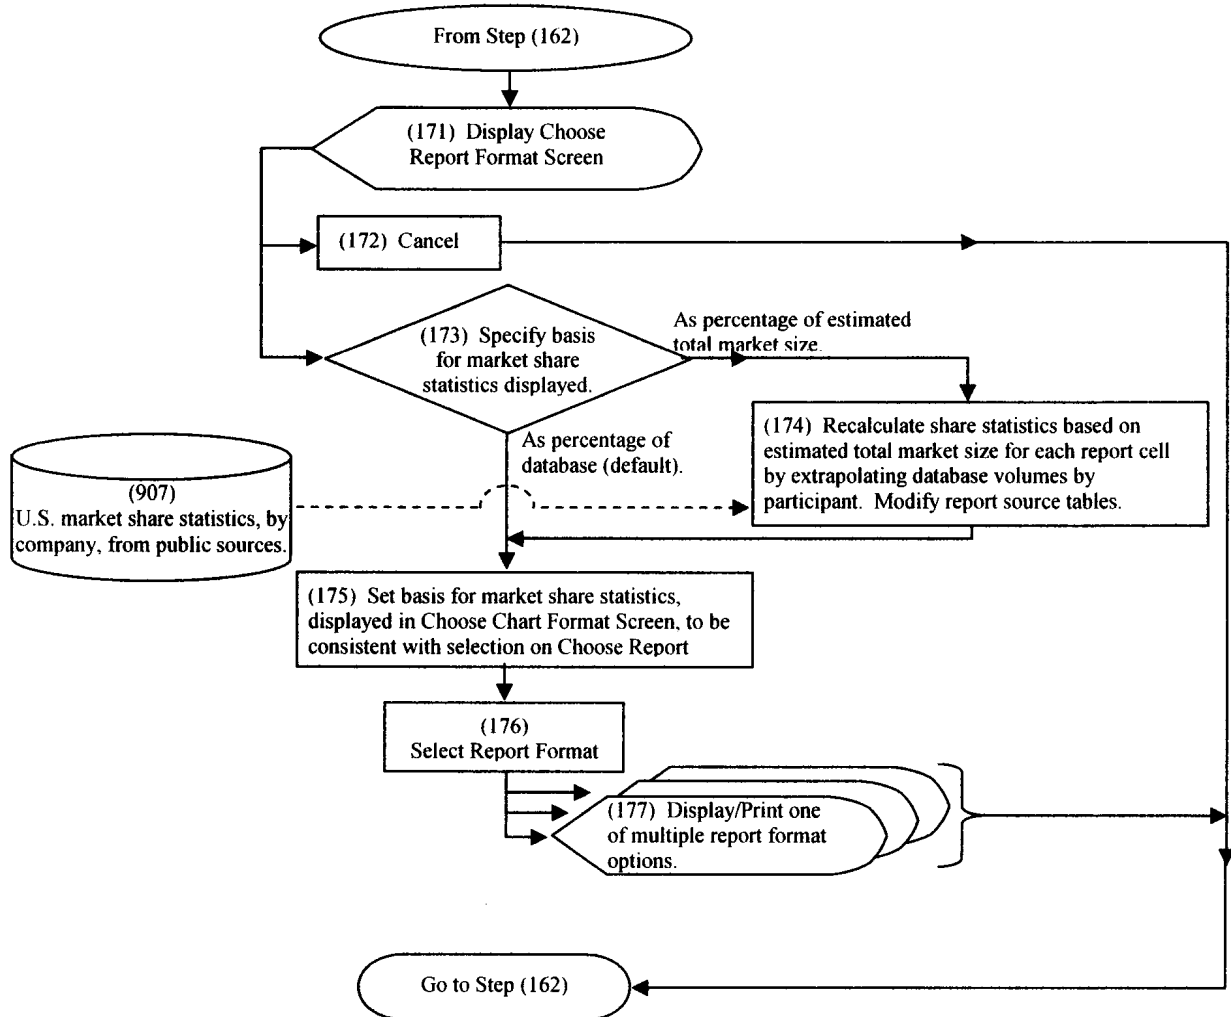 From Step (162)
(171) Display Choose
Report Format Screen
(172) Cancel
(173) Specify basis
for market share
statistics displayed.
As percentage of estimated
total market size.
As percentage of
database (default).
(174) Recalculate share statistics based on
estimated total market size for each report cell
by extrapolating database volumes by
participant. Modify report source tables.
(907)
U.S. market share statistics, by
company, from public sources.
(175) Set basis for market share statistics,
displayed in Choose Chart Format Screen, to be
consistent with selection on Choose Report
(176)
Select Report Format
(177) Display/Print one
of multiple report format
options.
Go to Step (162)